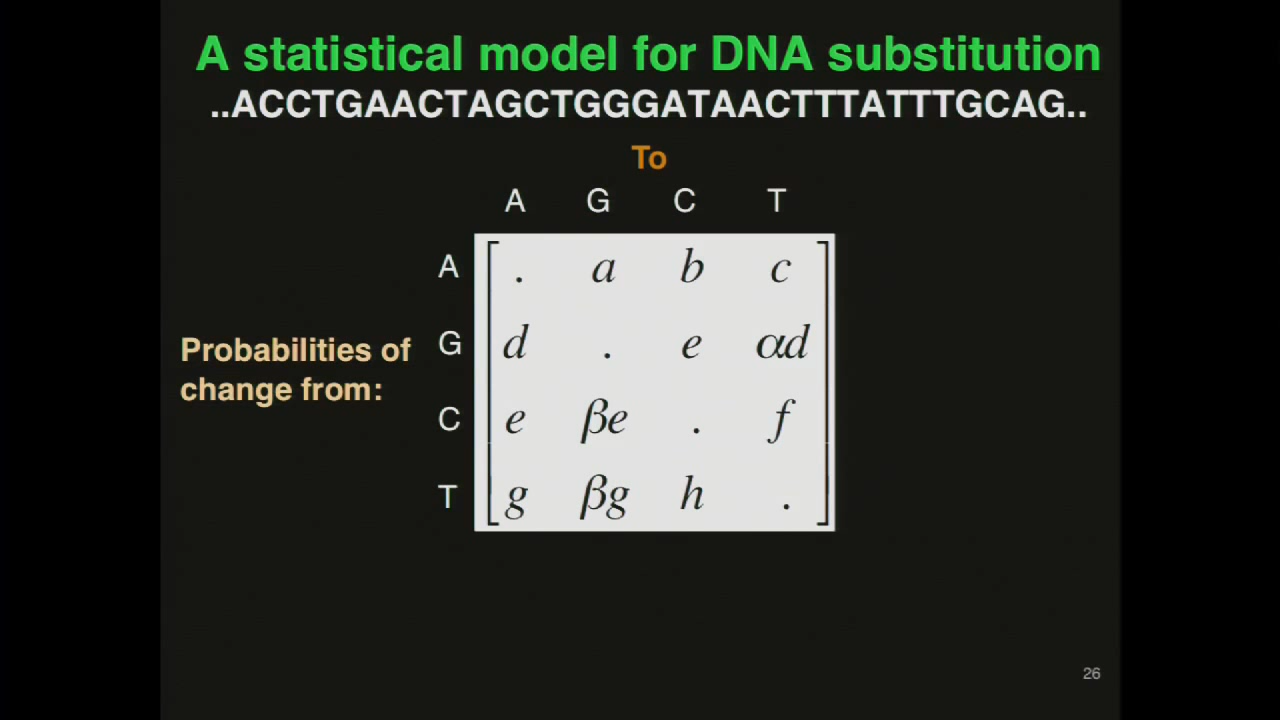 A statistical model for DNA substitution
..ACCTGAACTAGCTGGGATAACTTTATTTGCAG..
To
A G C T
A . a b c
Probabilities of change from:
G d . e αd
C e βe . f
T g βg h .
26